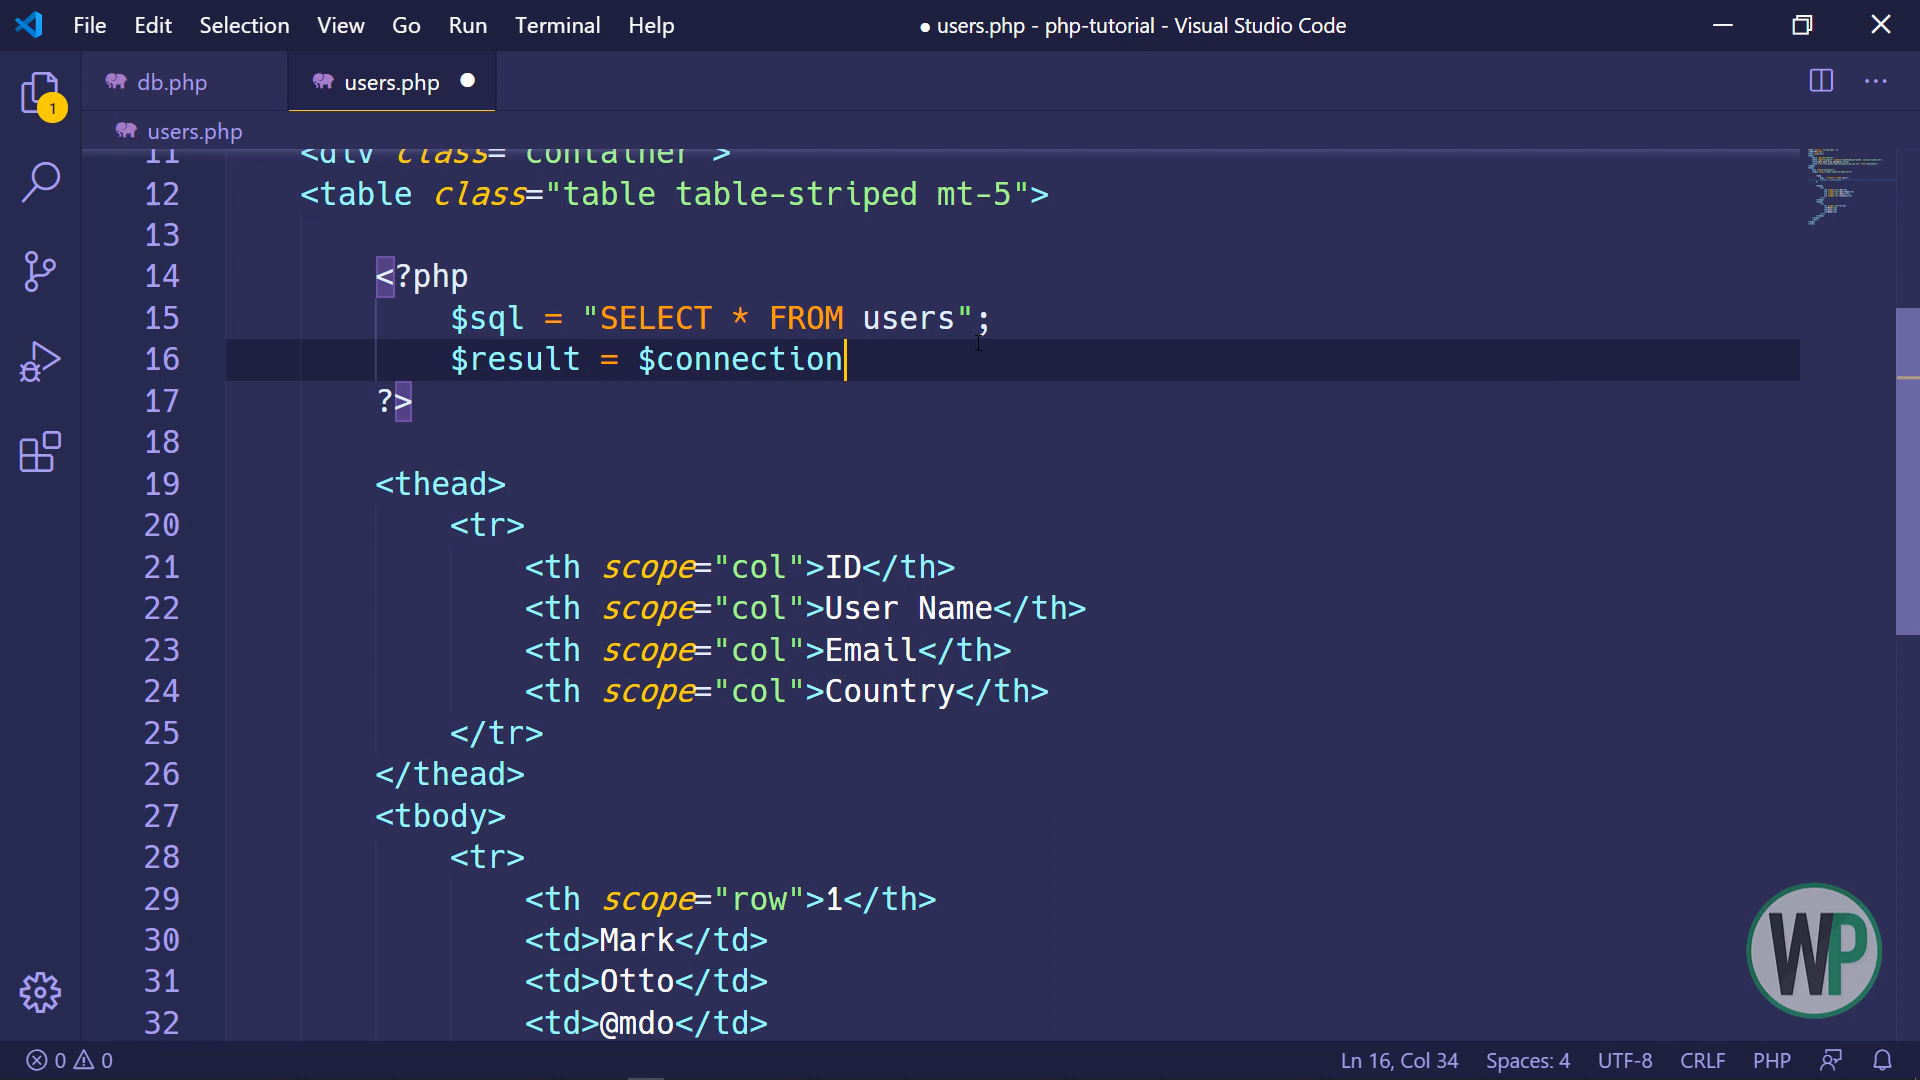 File Edit Selection View Go Run Terminal Help ● users.php - php-tutorial - Visual Studio Code
1
db.php users.php
users.php
11 <div class="container">
12 <table class="table table-striped mt-5">
13
14 <?php
15 $sql = "SELECT * FROM users";
16 $result = $connection
17 ?>
18
19 <thead>
20 <tr>
21 <th scope="col">ID</th>
22 <th scope="col">User Name</th>
23 <th scope="col">Email</th>
24 <th scope="col">Country</th>
25 </tr>
26 </thead>
27 <tbody>
28 <tr>
29 <th scope="row">1</th>
30 <td>Mark</td>
31 <td>Otto</td>
32 <td>@mdo</td>
WP
0 0 Ln 16, Col 34 Spaces: 4 UTF-8 CRLF PHP